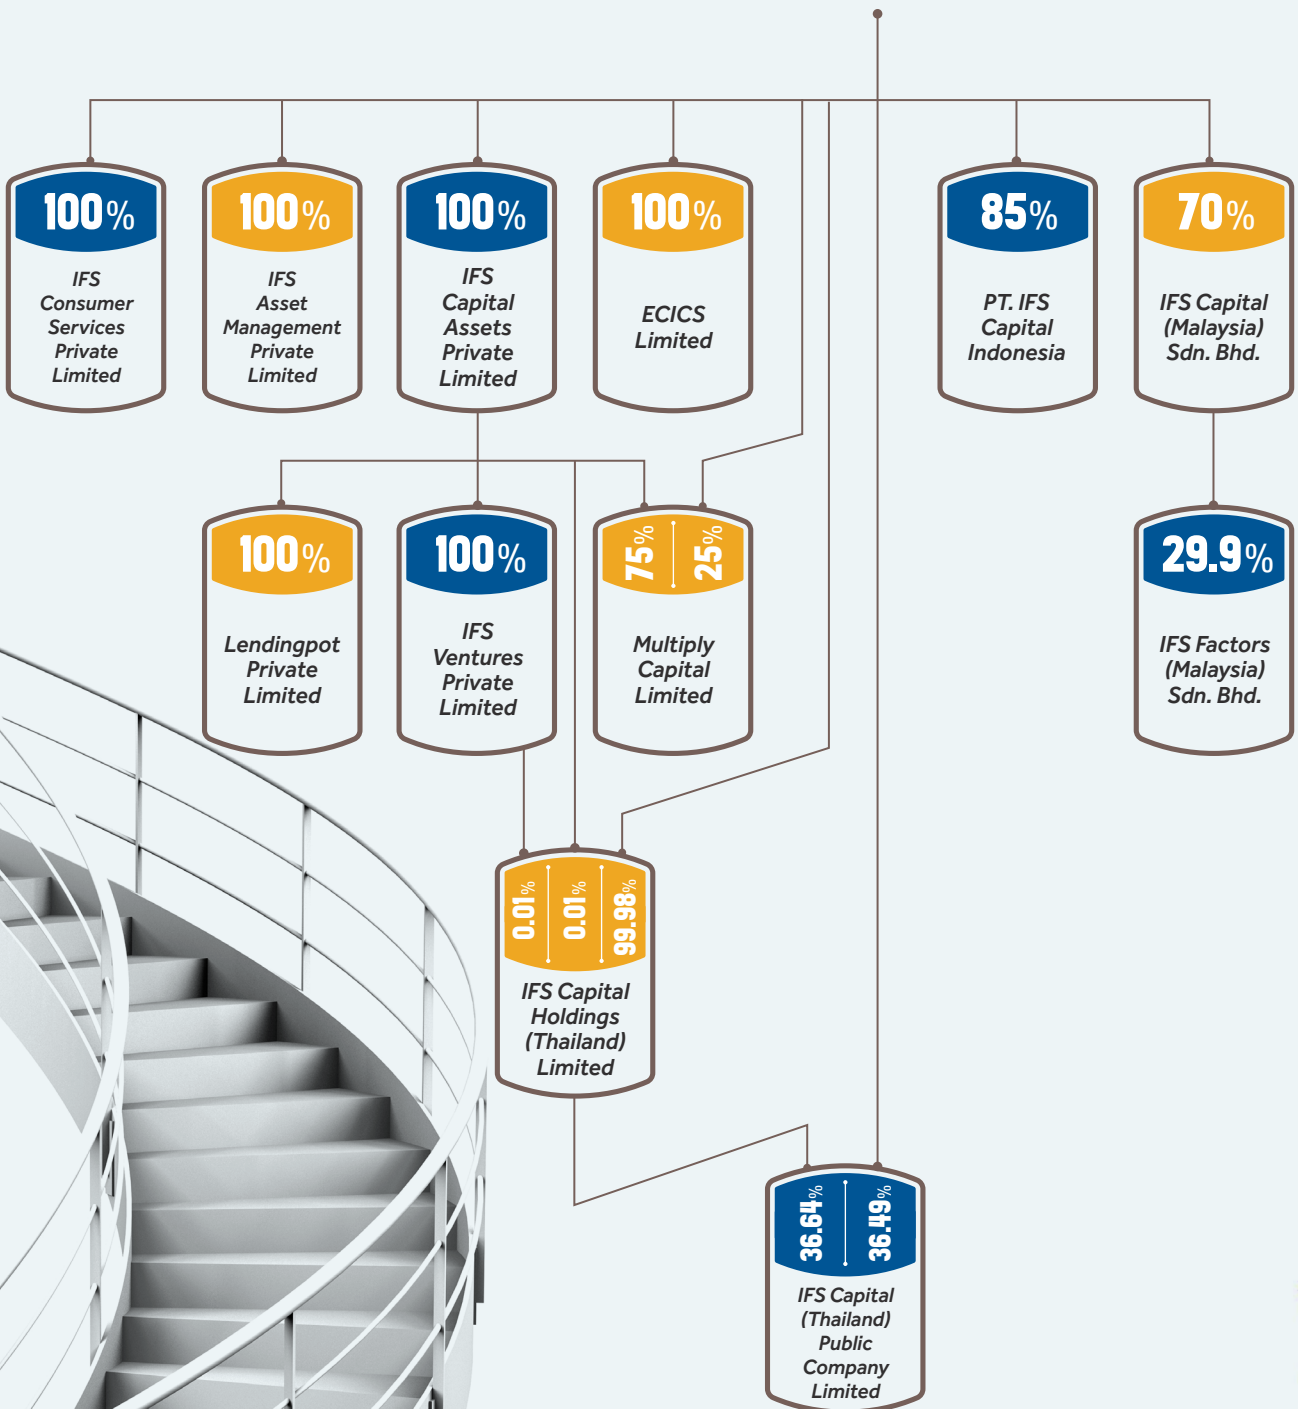 100%
IFS
Consumer
Services
Private
Limited
100%
IFS
Asset
Management
Private
Limited
100%
IFS
Capital
Assets
Private
Limited
100%
ECICS
Limited
85%
PT. IFS
Capital
Indonesia
70%
IFS Capital
(Malaysia)
Sdn. Bhd.
100%
Lendingpot
Private
Limited
100%
IFS
Ventures
Private
Limited
75%
25%
Multiply
Capital
Limited
29.9%
IFS Factors
(Malaysia)
Sdn. Bhd.
0.01%
0.01%
99.98%
IFS Capital
Holdings
(Thailand)
Limited
36.64%
36.49%
IFS Capital
(Thailand)
Public
Company
Limited